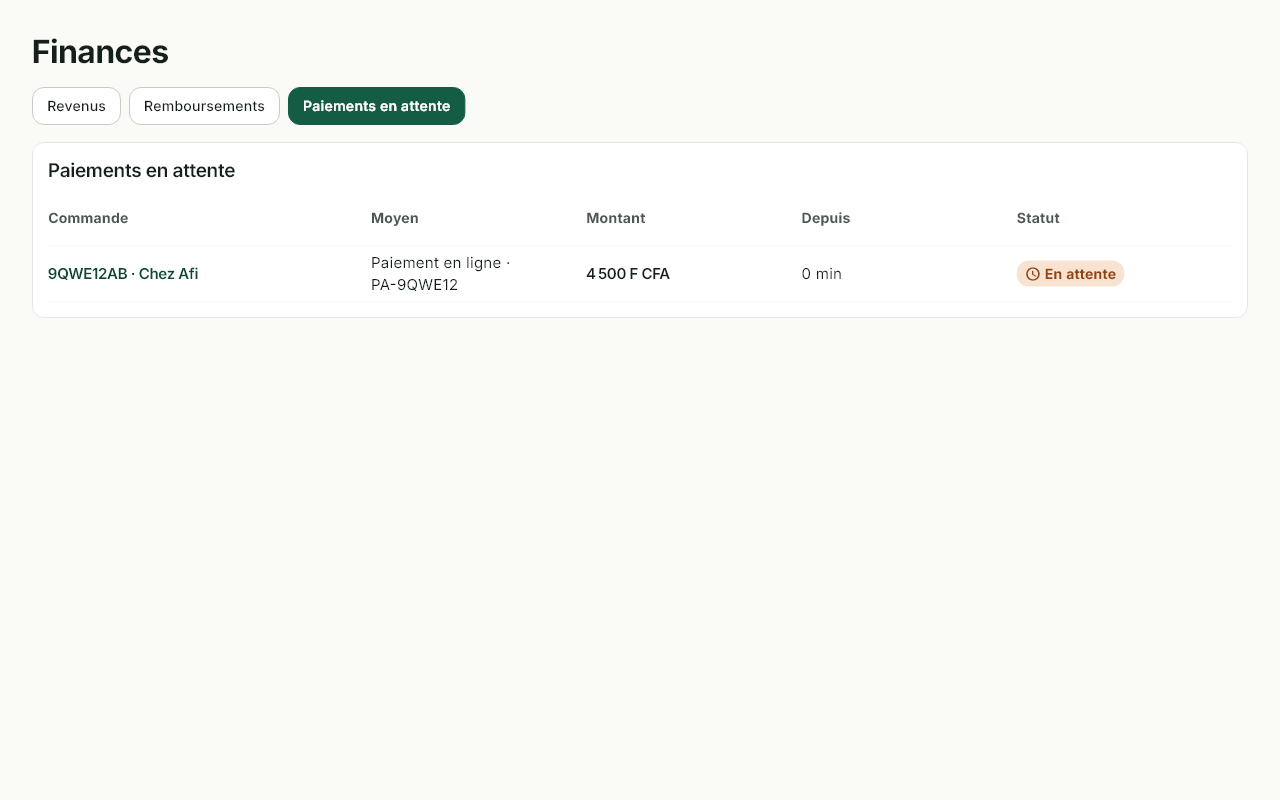 Finances
Revenus
Remboursements
Paiements en attente
Paiements en attente
Commande
Moyen
Montant
Depuis
Statut
9QWE12AB · Chez Afi
Paiement en ligne ·
PA-9QWE12
4 500 F CFA
0 min
En attente